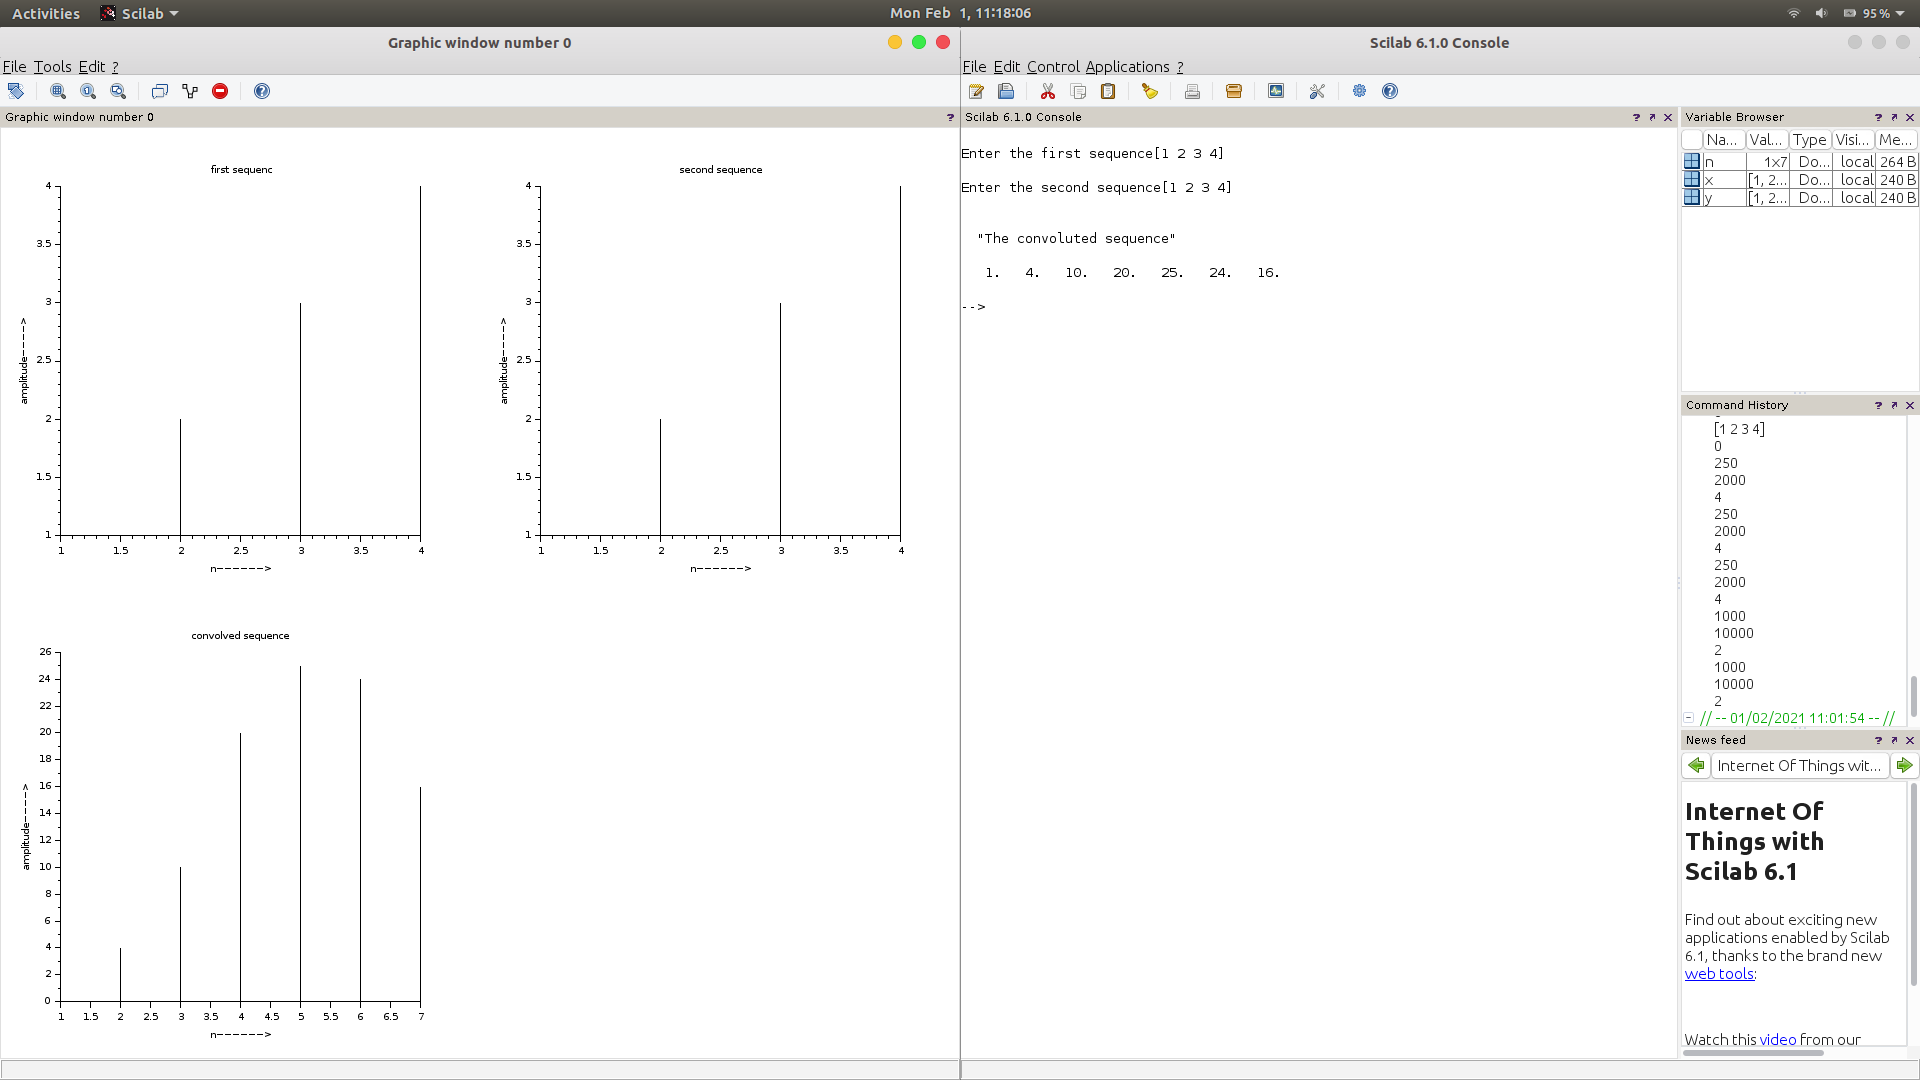 Activities Scilab Mon Feb 1, 11:18:06 95 %
Graphic window number 0
File Tools Edit ?
Graphic window number 0 ?
first sequenc
4
3.5
3
2.5
2
1.5
1
amplitude----->
1 1.5 2 2.5 3 3.5 4
n------>
second sequence
4
3.5
3
2.5
2
1.5
1
amplitude----->
1 1.5 2 2.5 3 3.5 4
n------>
convolved sequence
26
24
22
20
18
16
14
12
10
8
6
4
2
0
amplitude----->
1 1.5 2 2.5 3 3.5 4 4.5 5 5.5 6 6.5 7
n------>
Scilab 6.1.0 Console
File Edit Control Applications ?
Scilab 6.1.0 Console ?
Enter the first sequence[1 2 3 4]
Enter the second sequence[1 2 3 4]
"The convoluted sequence"
1. 4. 10. 20. 25. 24. 16.
-->
Variable Browser ?
Na... Val... Type Visi... Me...
n 1x7 Do... local 264 B
x [1, 2... Do... local 240 B
y [1, 2... Do... local 240 B
Command History ?
[1 2 3 4]
0
250
2000
4
250
2000
4
250
2000
4
1000
10000
2
1000
10000
2
// -- 01/02/2021 11:01:54 -- //
News feed ?
Internet Of Things wit...
Internet Of
Things with
Scilab 6.1
Find out about exciting new
applications enabled by Scilab
6.1, thanks to the brand new
web tools:
Watch this video from our